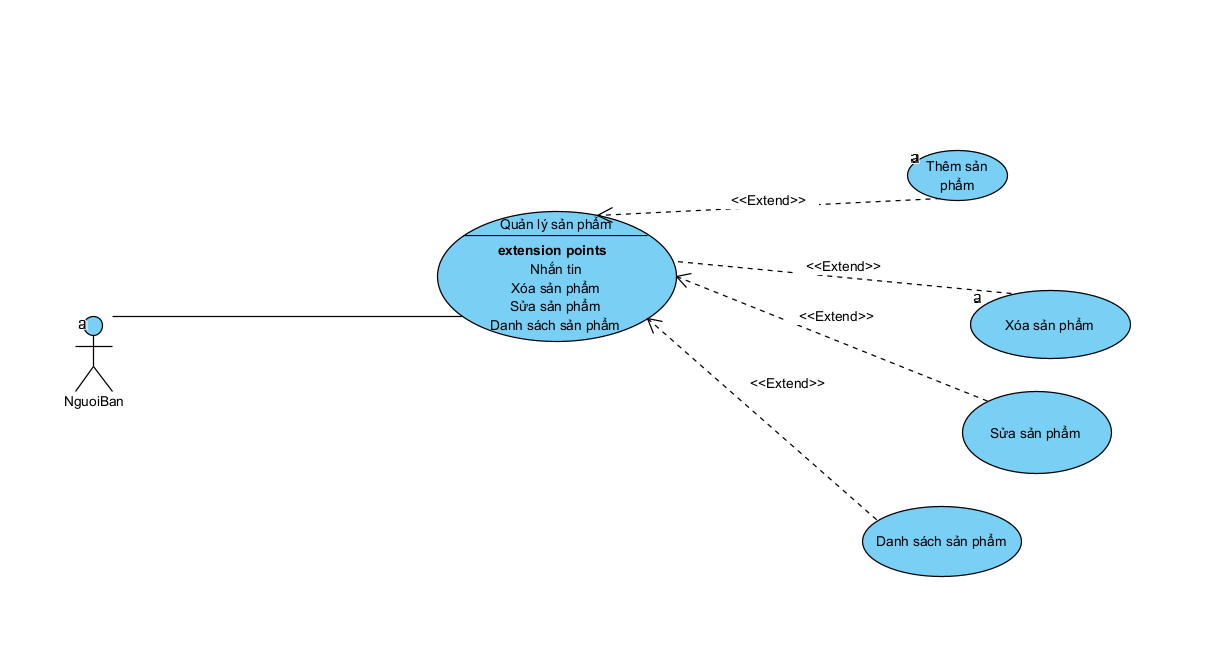 a
Thêm sản
phẩm
<<Extend>>
Quản lý sản phẩm
extension points
Nhắn tin
Xóa sản phẩm
Sửa sản phẩm
Danh sách sản phẩm
<<Extend>>
a
Xóa sản phẩm
<<Extend>>
a
NguoiBan
<<Extend>>
Sửa sản phẩm
Danh sách sản phẩm